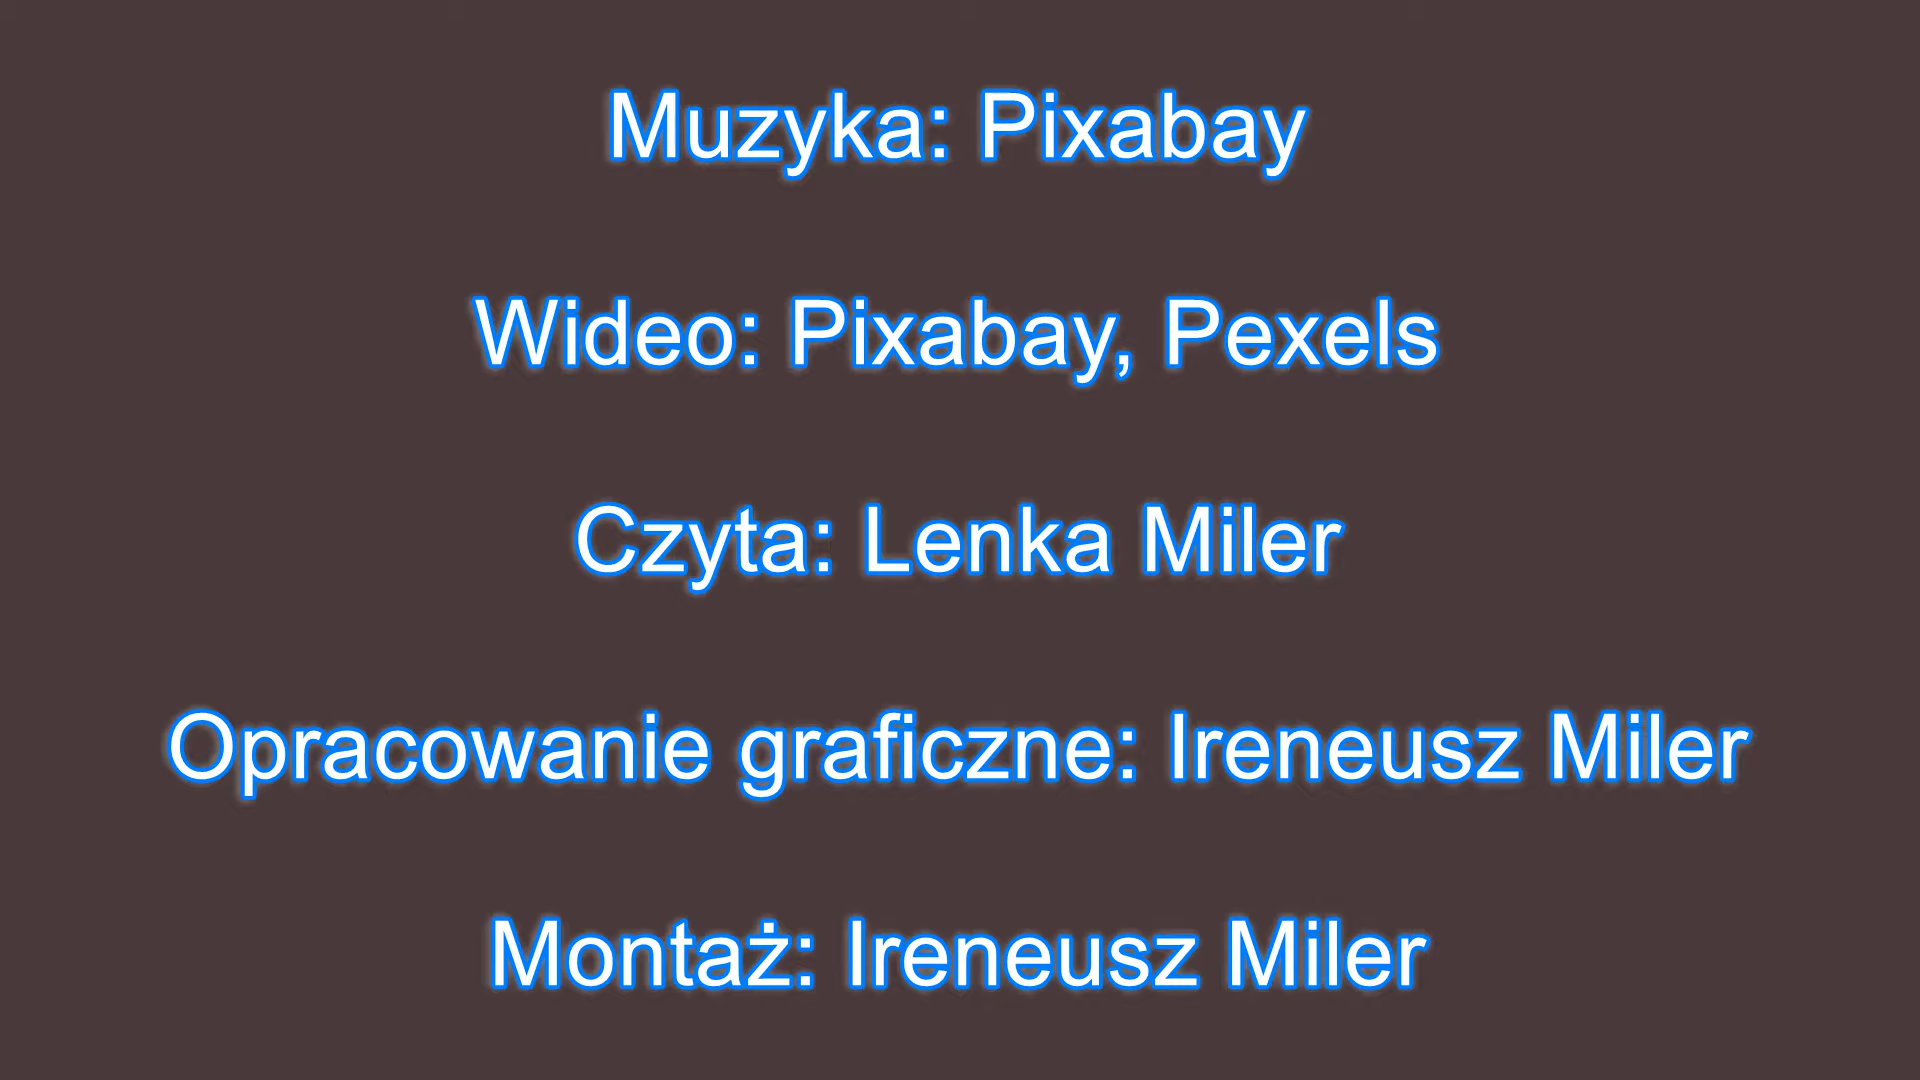 Muzyka: Pixabay
Wideo: Pixabay, Pexels
Czyta: Lenka Miler
Opracowanie graficzne: Ireneusz Miler
Montaż: Ireneusz Miler